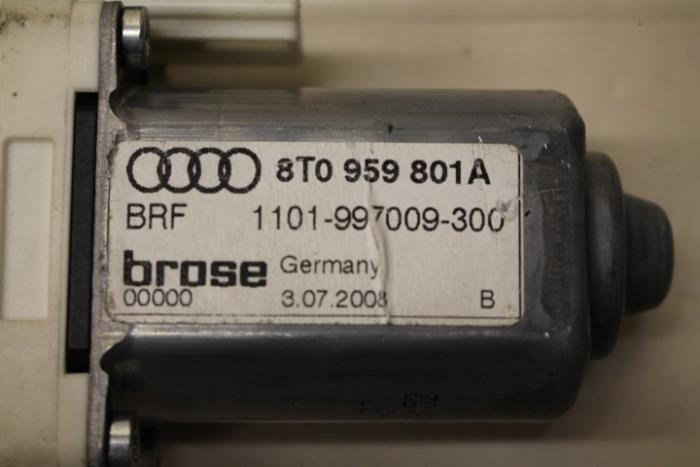 8T0 959 801A
BRF 1101-997009-300
brose Germany
00000 3.07.2008 B